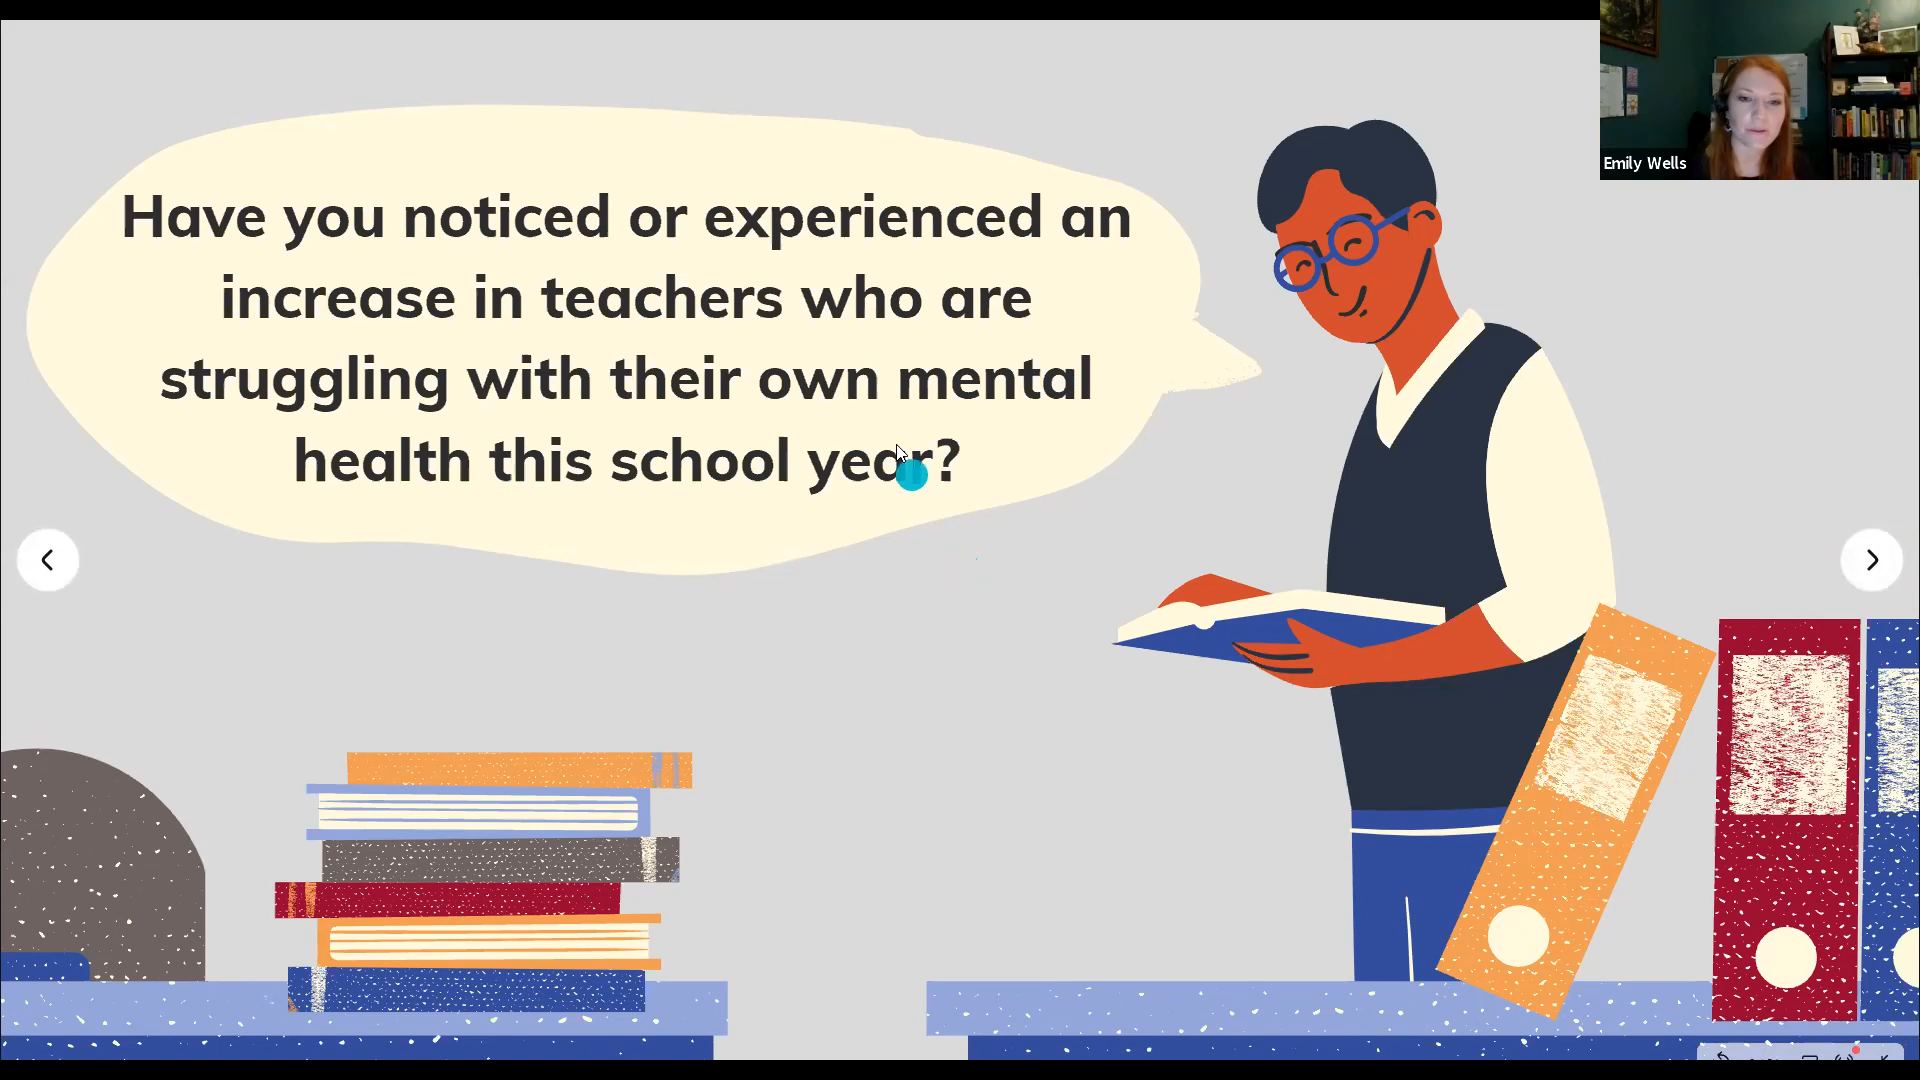 Have you noticed or experienced an
increase in teachers who are
struggling with their own mental
health this school year?
Emily Wells